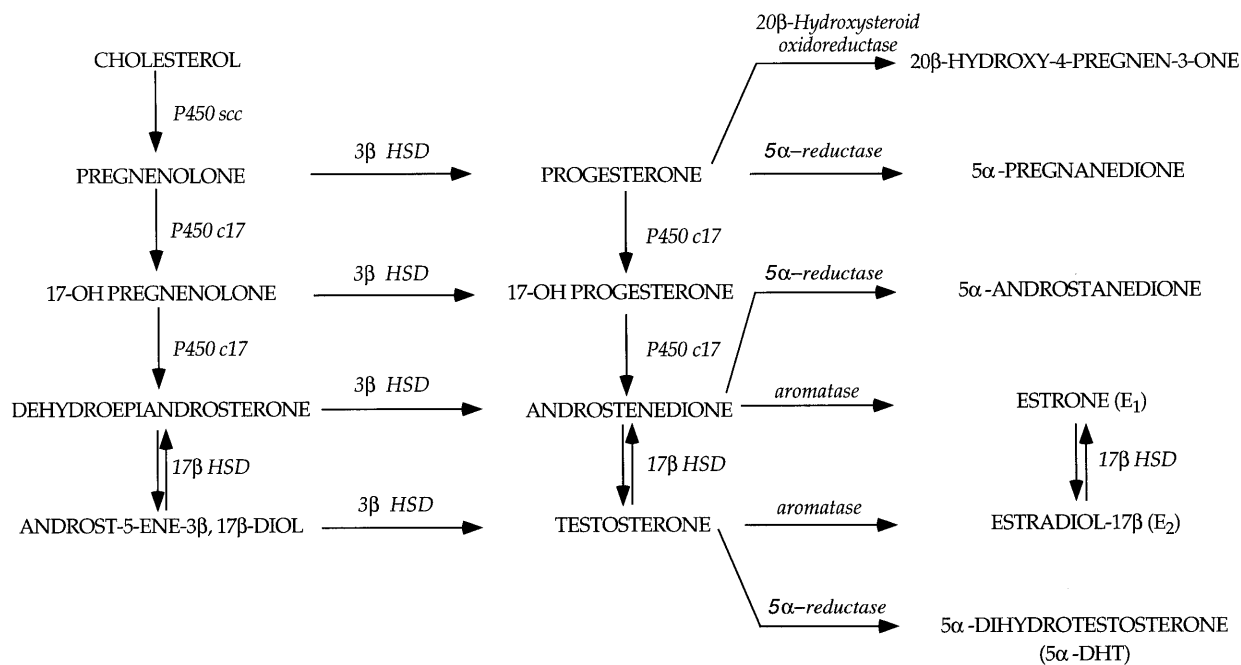 20β-Hydroxysteroid
oxidoreductase
CHOLESTEROL
20β-HYDROXY-4-PREGNEN-3-ONE
P450 scc
3β HSD
5α–reductase
PREGNENOLONE
PROGESTERONE
5α-PREGNANEDIONE
P450 c17
P450 c17
3β HSD
5α–reductase
17-OH PREGNENOLONE
17-OH PROGESTERONE
5α-ANDROSTANEDIONE
P450 c17
P450 c17
3β HSD
aromatase
DEHYDROEPIANDROSTERONE
ANDROSTENEDIONE
ESTRONE (E1)
17β HSD
17β HSD
17β HSD
3β HSD
aromatase
ANDROST-5-ENE-3β, 17β-DIOL
TESTOSTERONE
ESTRADIOL-17β (E2)
5α–reductase
5α-DIHYDROTESTOSTERONE
(5α-DHT)